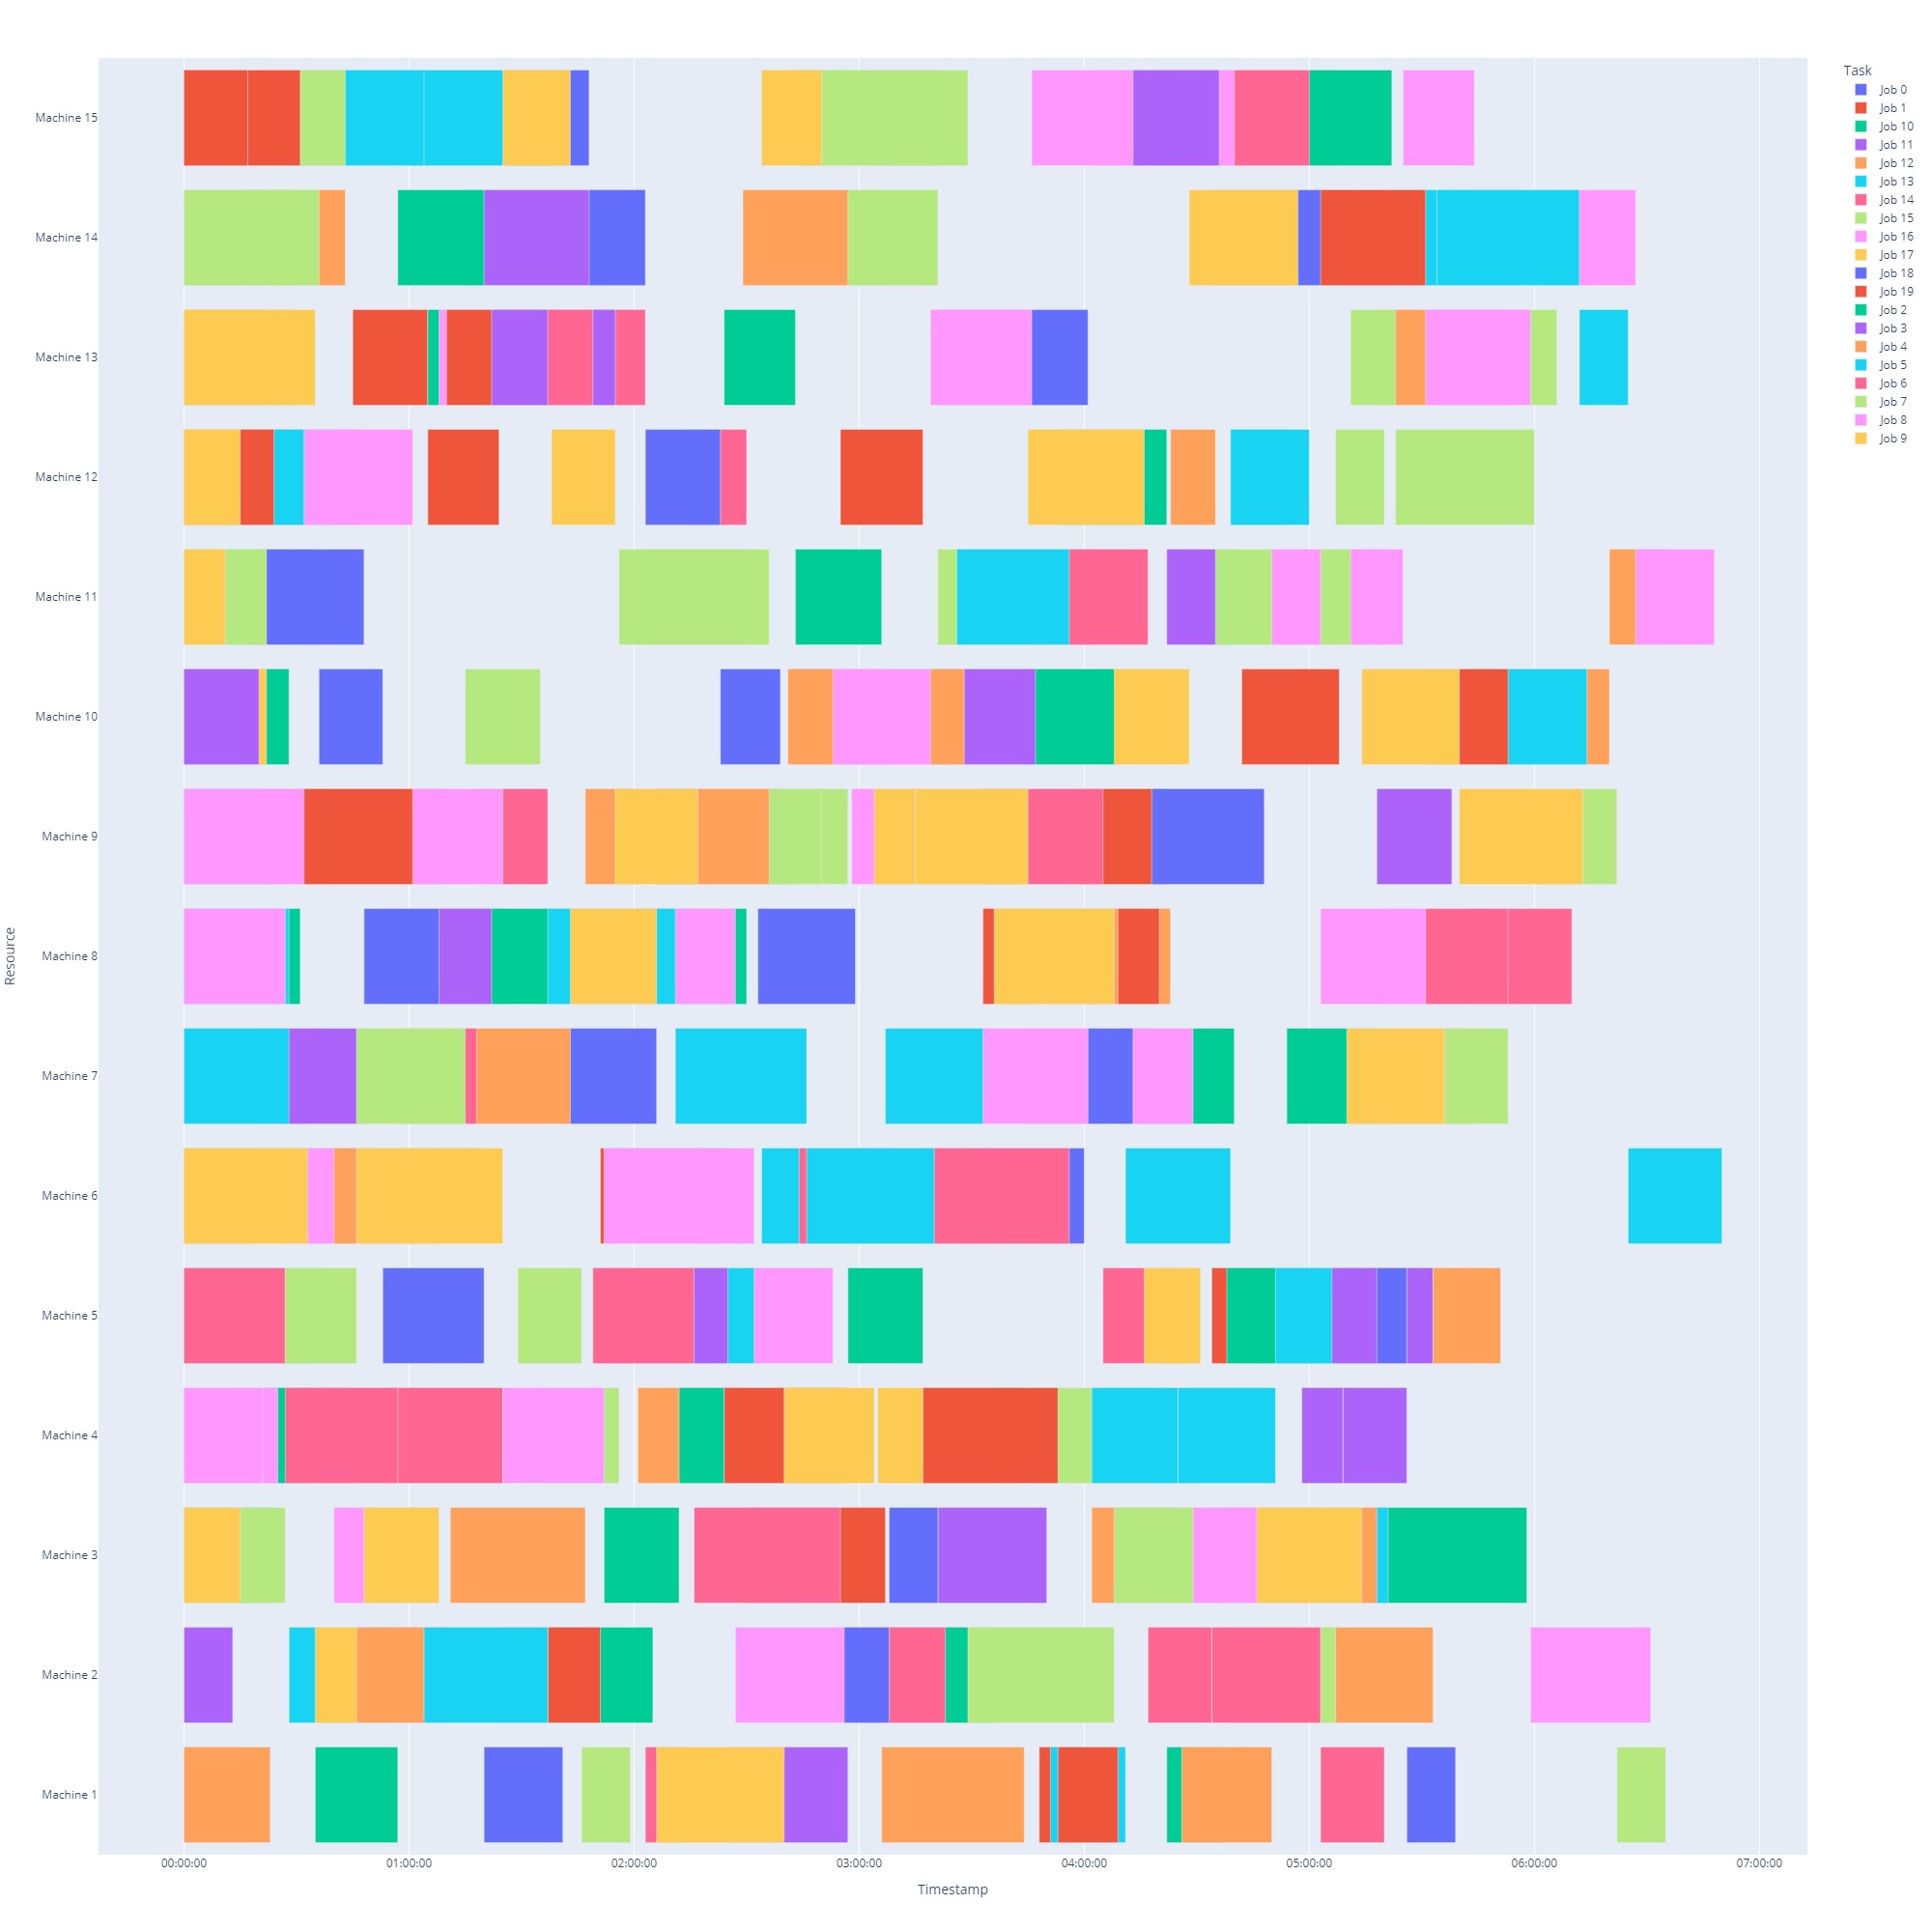 Task
Job 0
Job 1
Job 10
Job 11
Job 12
Job 13
Job 14
Job 15
Job 16
Job 17
Job 18
Job 19
Job 2
Job 3
Job 4
Job 5
Job 6
Job 7
Job 8
Job 9
Machine 15
Machine 14
Machine 13
Machine 12
Machine 11
Machine 10
Machine 9
Machine 8
Machine 7
Machine 6
Machine 5
Machine 4
Machine 3
Machine 2
Machine 1
Resource
00:00:00 01:00:00 02:00:00 03:00:00 04:00:00 05:00:00 06:00:00 07:00:00
Timestamp